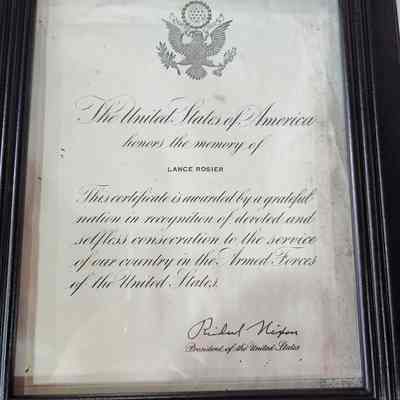 The United States of America
honors the memory of
LANCE ROSIER
This certificate is awarded by a grateful
nation in recognition of devoted and
selfless consecration to the service
of our country in the Armed Forces
of the United States.
Richard Nixon
President of the United States